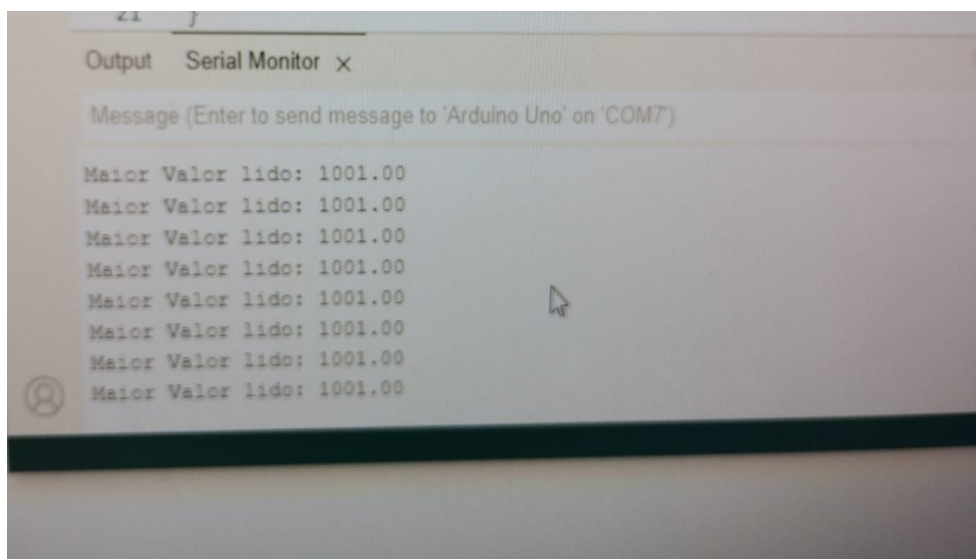 21 }
Output Serial Monitor ×
Message (Enter to send message to 'Arduino Uno' on 'COM7')
Maior Valor lido: 1001.00
Maior Valor lido: 1001.00
Maior Valor lido: 1001.00
Maior Valor lido: 1001.00
Maior Valor lido: 1001.00
Maior Valor lido: 1001.00
Maior Valor lido: 1001.00
Maior Valor lido: 1001.00